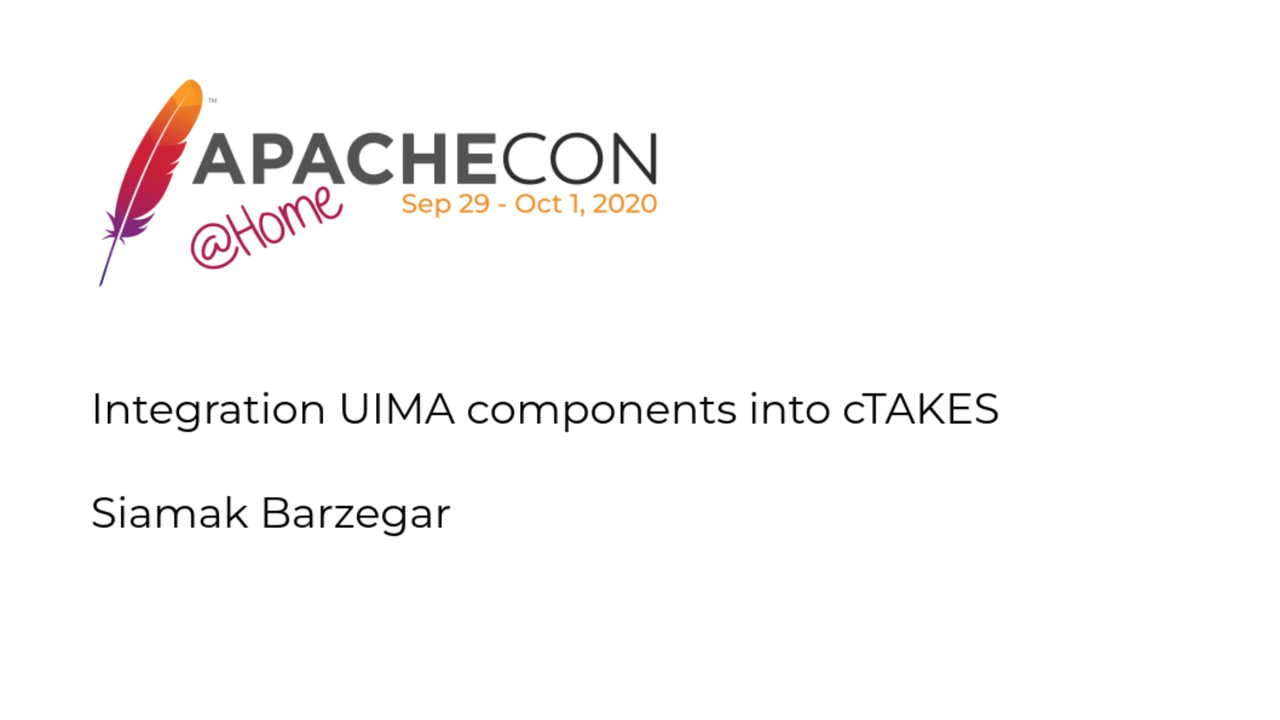 ™
APACHECON
@Home
Sep 29 - Oct 1, 2020
Integration UIMA components into cTAKES
Siamak Barzegar